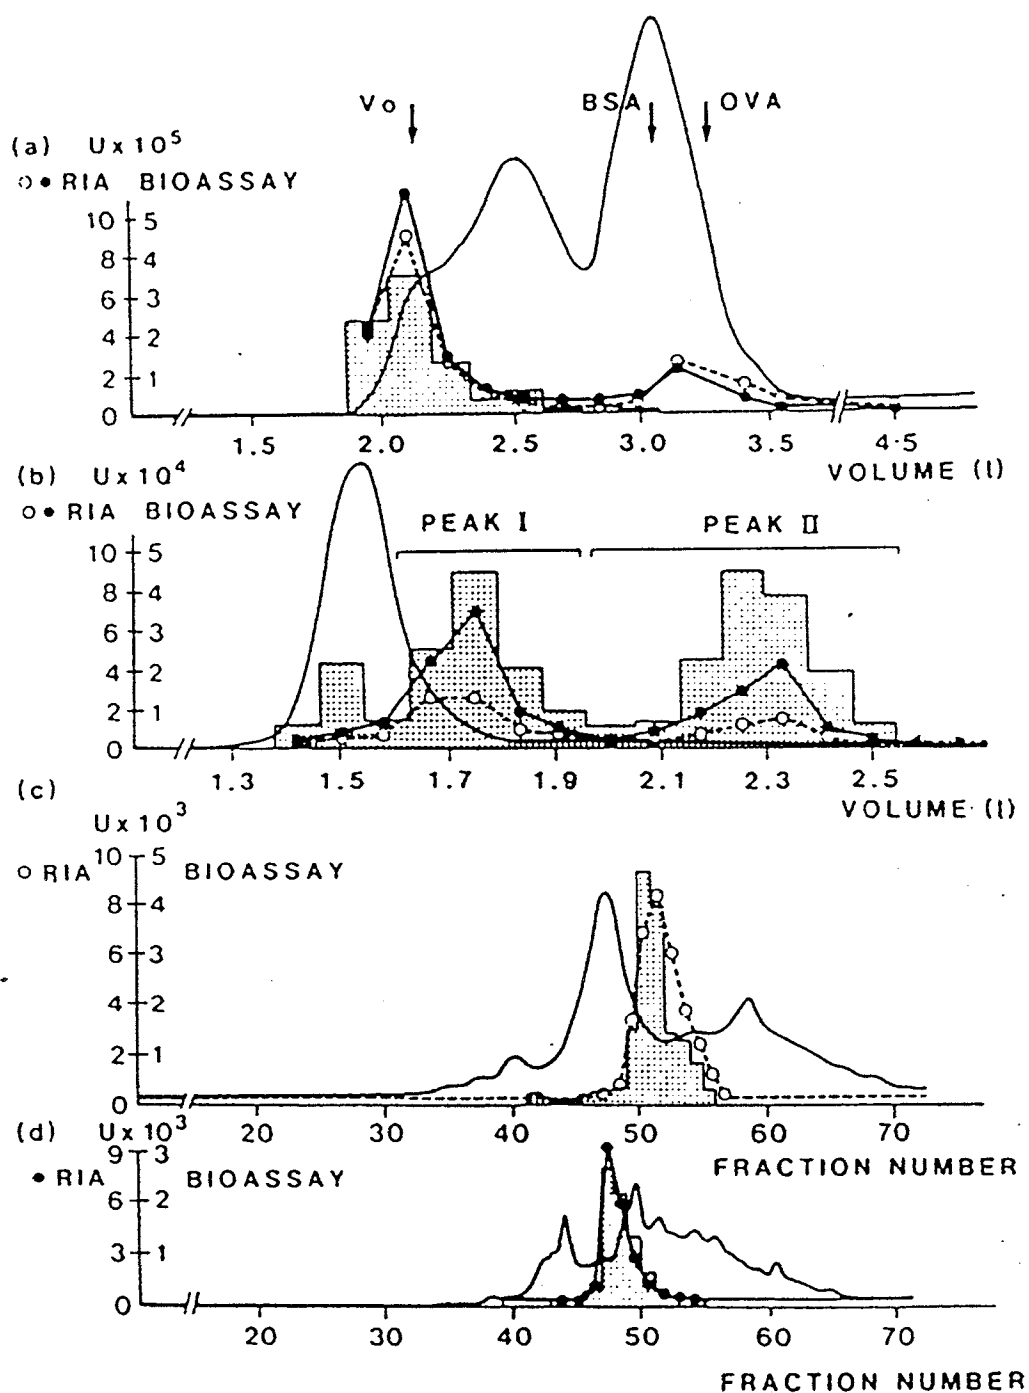 Vo BSA OVA
(a) Ux10⁵
○● RIA BIOASSAY
10 5
8 4
6 3
4 2
2 1
0
1.5 2.0 2.5 3.0 3.5 4.5
VOLUME (l)
(b) Ux10⁴
○● RIA BIOASSAY
PEAK I PEAK II
10 5
8 4
6 3
4 2
2 1
0
1.3 1.5 1.7 1.9 2.1 2.3 2.5
VOLUME (l)
(c)
Ux10³
10 5
○ RIA BIOASSAY
8 4
6 3
4 2
2 1
0
20 30 40 50 60 70
FRACTION NUMBER
(d) Ux10³
9 3
● RIA BIOASSAY
6 2
3 1
0
20 30 40 50 60 70
FRACTION NUMBER